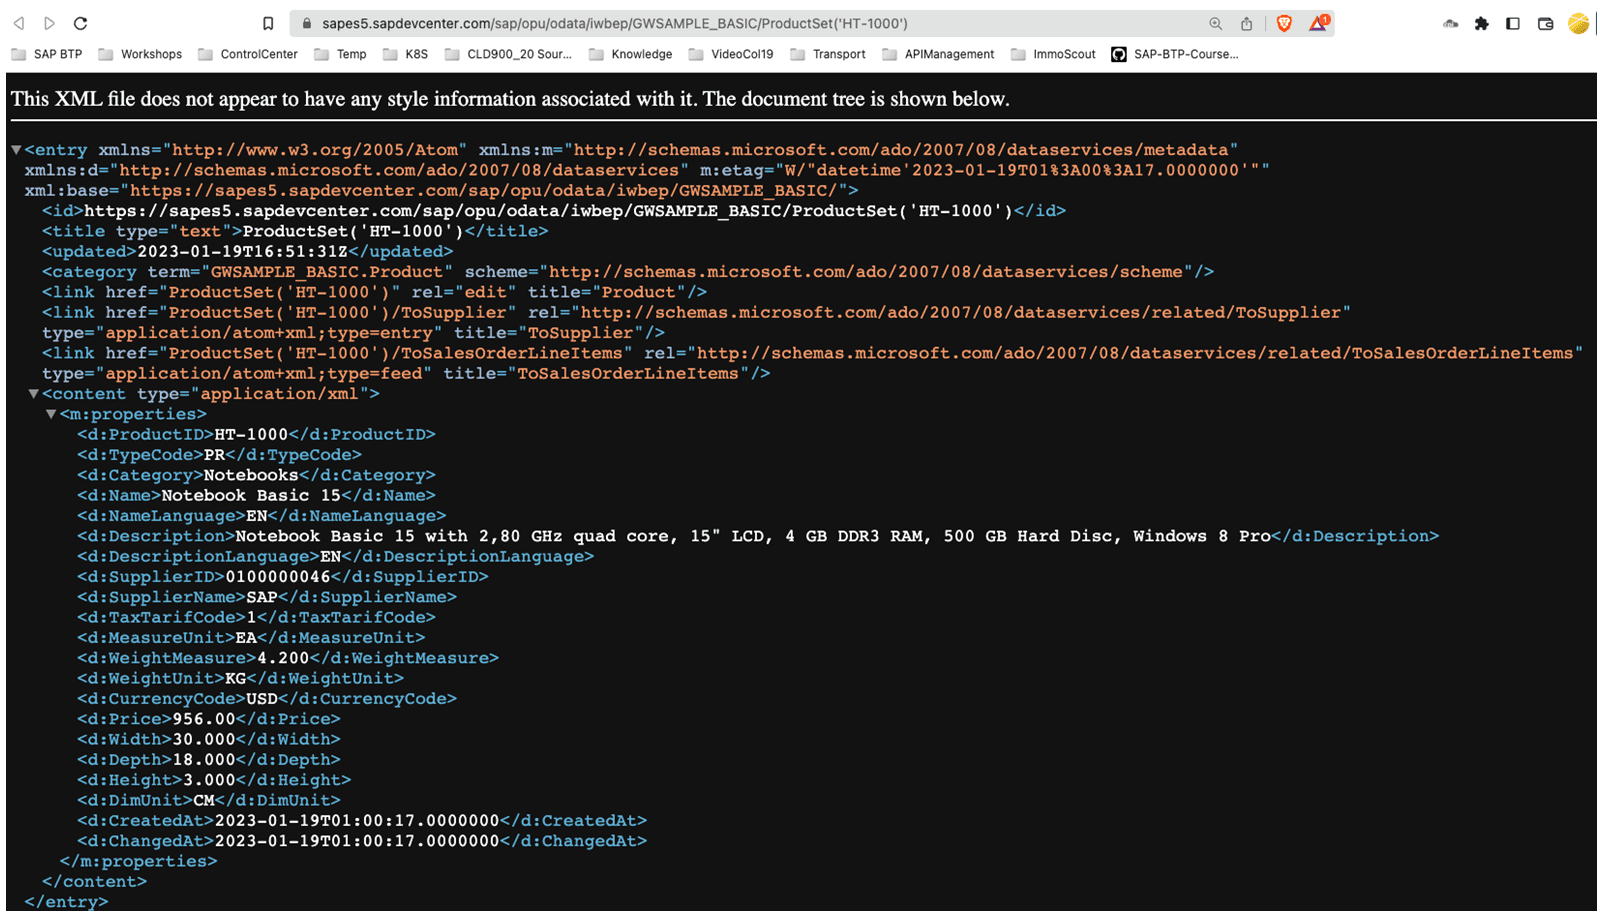 sapes5.sapdevcenter.com/sap/opu/odata/iwbep/GWSAMPLE_BASIC/ProductSet('HT-1000')
1
SAP BTP Workshops ControlCenter Temp K8S CLD900_20 Sour... Knowledge VideoCol19 Transport APIManagement ImmoScout SAP-BTP-Course...
This XML file does not appear to have any style information associated with it. The document tree is shown below.
<entry xmlns="http://www.w3.org/2005/Atom" xmlns:m="http://schemas.microsoft.com/ado/2007/08/dataservices/metadata"
xmlns:d="http://schemas.microsoft.com/ado/2007/08/dataservices" m:etag="W/"datetime'2023-01-19T01%3A00%3A17.0000000'""
xml:base="https://sapes5.sapdevcenter.com/sap/opu/odata/iwbep/GWSAMPLE_BASIC/">
<id>https://sapes5.sapdevcenter.com/sap/opu/odata/iwbep/GWSAMPLE_BASIC/ProductSet('HT-1000')</id>
<title type="text">ProductSet('HT-1000')</title>
<updated>2023-01-19T16:51:31Z</updated>
<category term="GWSAMPLE_BASIC.Product" scheme="http://schemas.microsoft.com/ado/2007/08/dataservices/scheme"/>
<link href="ProductSet('HT-1000')" rel="edit" title="Product"/>
<link href="ProductSet('HT-1000')/ToSupplier" rel="http://schemas.microsoft.com/ado/2007/08/dataservices/related/ToSupplier"
type="application/atom+xml;type=entry" title="ToSupplier"/>
<link href="ProductSet('HT-1000')/ToSalesOrderLineItems" rel="http://schemas.microsoft.com/ado/2007/08/dataservices/related/ToSalesOrderLineItems"
type="application/atom+xml;type=feed" title="ToSalesOrderLineItems"/>
<content type="application/xml">
<m:properties>
<d:ProductID>HT-1000</d:ProductID>
<d:TypeCode>PR</d:TypeCode>
<d:Category>Notebooks</d:Category>
<d:Name>Notebook Basic 15</d:Name>
<d:NameLanguage>EN</d:NameLanguage>
<d:Description>Notebook Basic 15 with 2,80 GHz quad core, 15" LCD, 4 GB DDR3 RAM, 500 GB Hard Disc, Windows 8 Pro</d:Description>
<d:DescriptionLanguage>EN</d:DescriptionLanguage>
<d:SupplierID>0100000046</d:SupplierID>
<d:SupplierName>SAP</d:SupplierName>
<d:TaxTarifCode>1</d:TaxTarifCode>
<d:MeasureUnit>EA</d:MeasureUnit>
<d:WeightMeasure>4.200</d:WeightMeasure>
<d:WeightUnit>KG</d:WeightUnit>
<d:CurrencyCode>USD</d:CurrencyCode>
<d:Price>956.00</d:Price>
<d:Width>30.000</d:Width>
<d:Depth>18.000</d:Depth>
<d:Height>3.000</d:Height>
<d:DimUnit>CM</d:DimUnit>
<d:CreatedAt>2023-01-19T01:00:17.0000000</d:CreatedAt>
<d:ChangedAt>2023-01-19T01:00:17.0000000</d:ChangedAt>
</m:properties>
</content>
</entry>